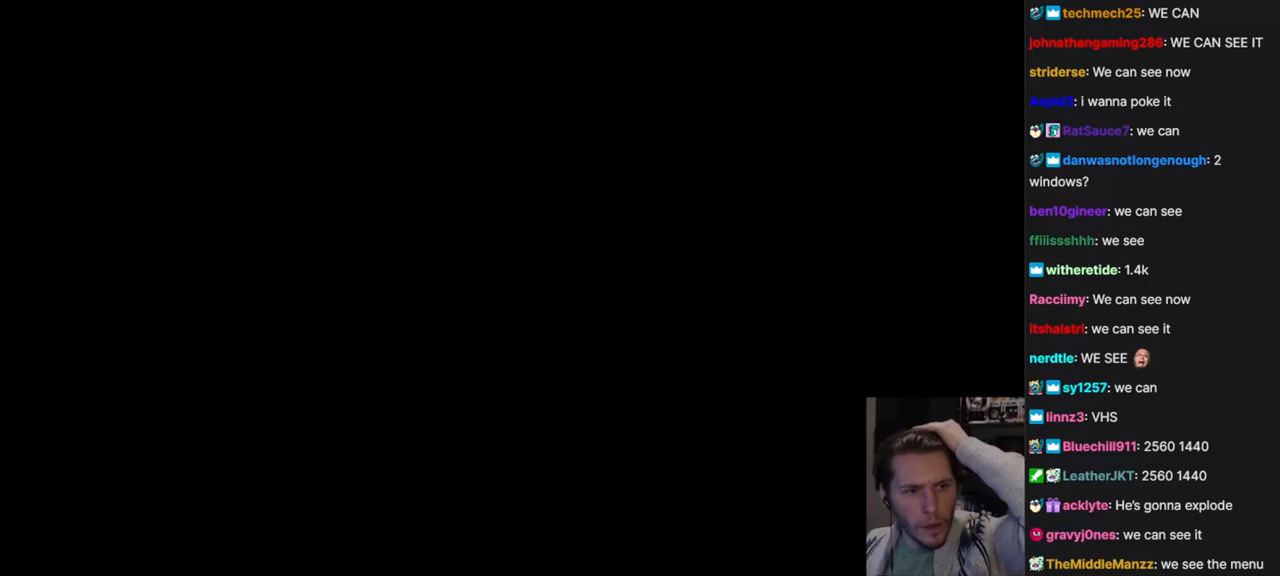 techmech25: WE CAN
johnathangaming286: WE CAN SEE IT
striderse: We can see now
Aspid3: i wanna poke it
RatSauce7: we can
danwasnotlongenough: 2
windows?
ben10gineer: we can see
ffiiissshhh: we see
witheretide: 1.4k
Racciimy: We can see now
itshalstri: we can see it
nerdtle: WE SEE
sy1257: we can
linnz3: VHS
Bluechill911: 2560 1440
LeatherJKT: 2560 1440
acklyte: He's gonna explode
gravyj0nes: we can see it
TheMiddleManzz: we see the menu